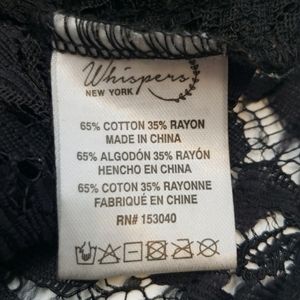 Whispers
NEW YORK
65% COTTON 35% RAYON
MADE IN CHINA
65% ALGODÓN 35% RAYÓN
HENCHO EN CHINA
65% COTON 35% RAYONNE
FABRIQUÉ EN CHINE
RN# 153040